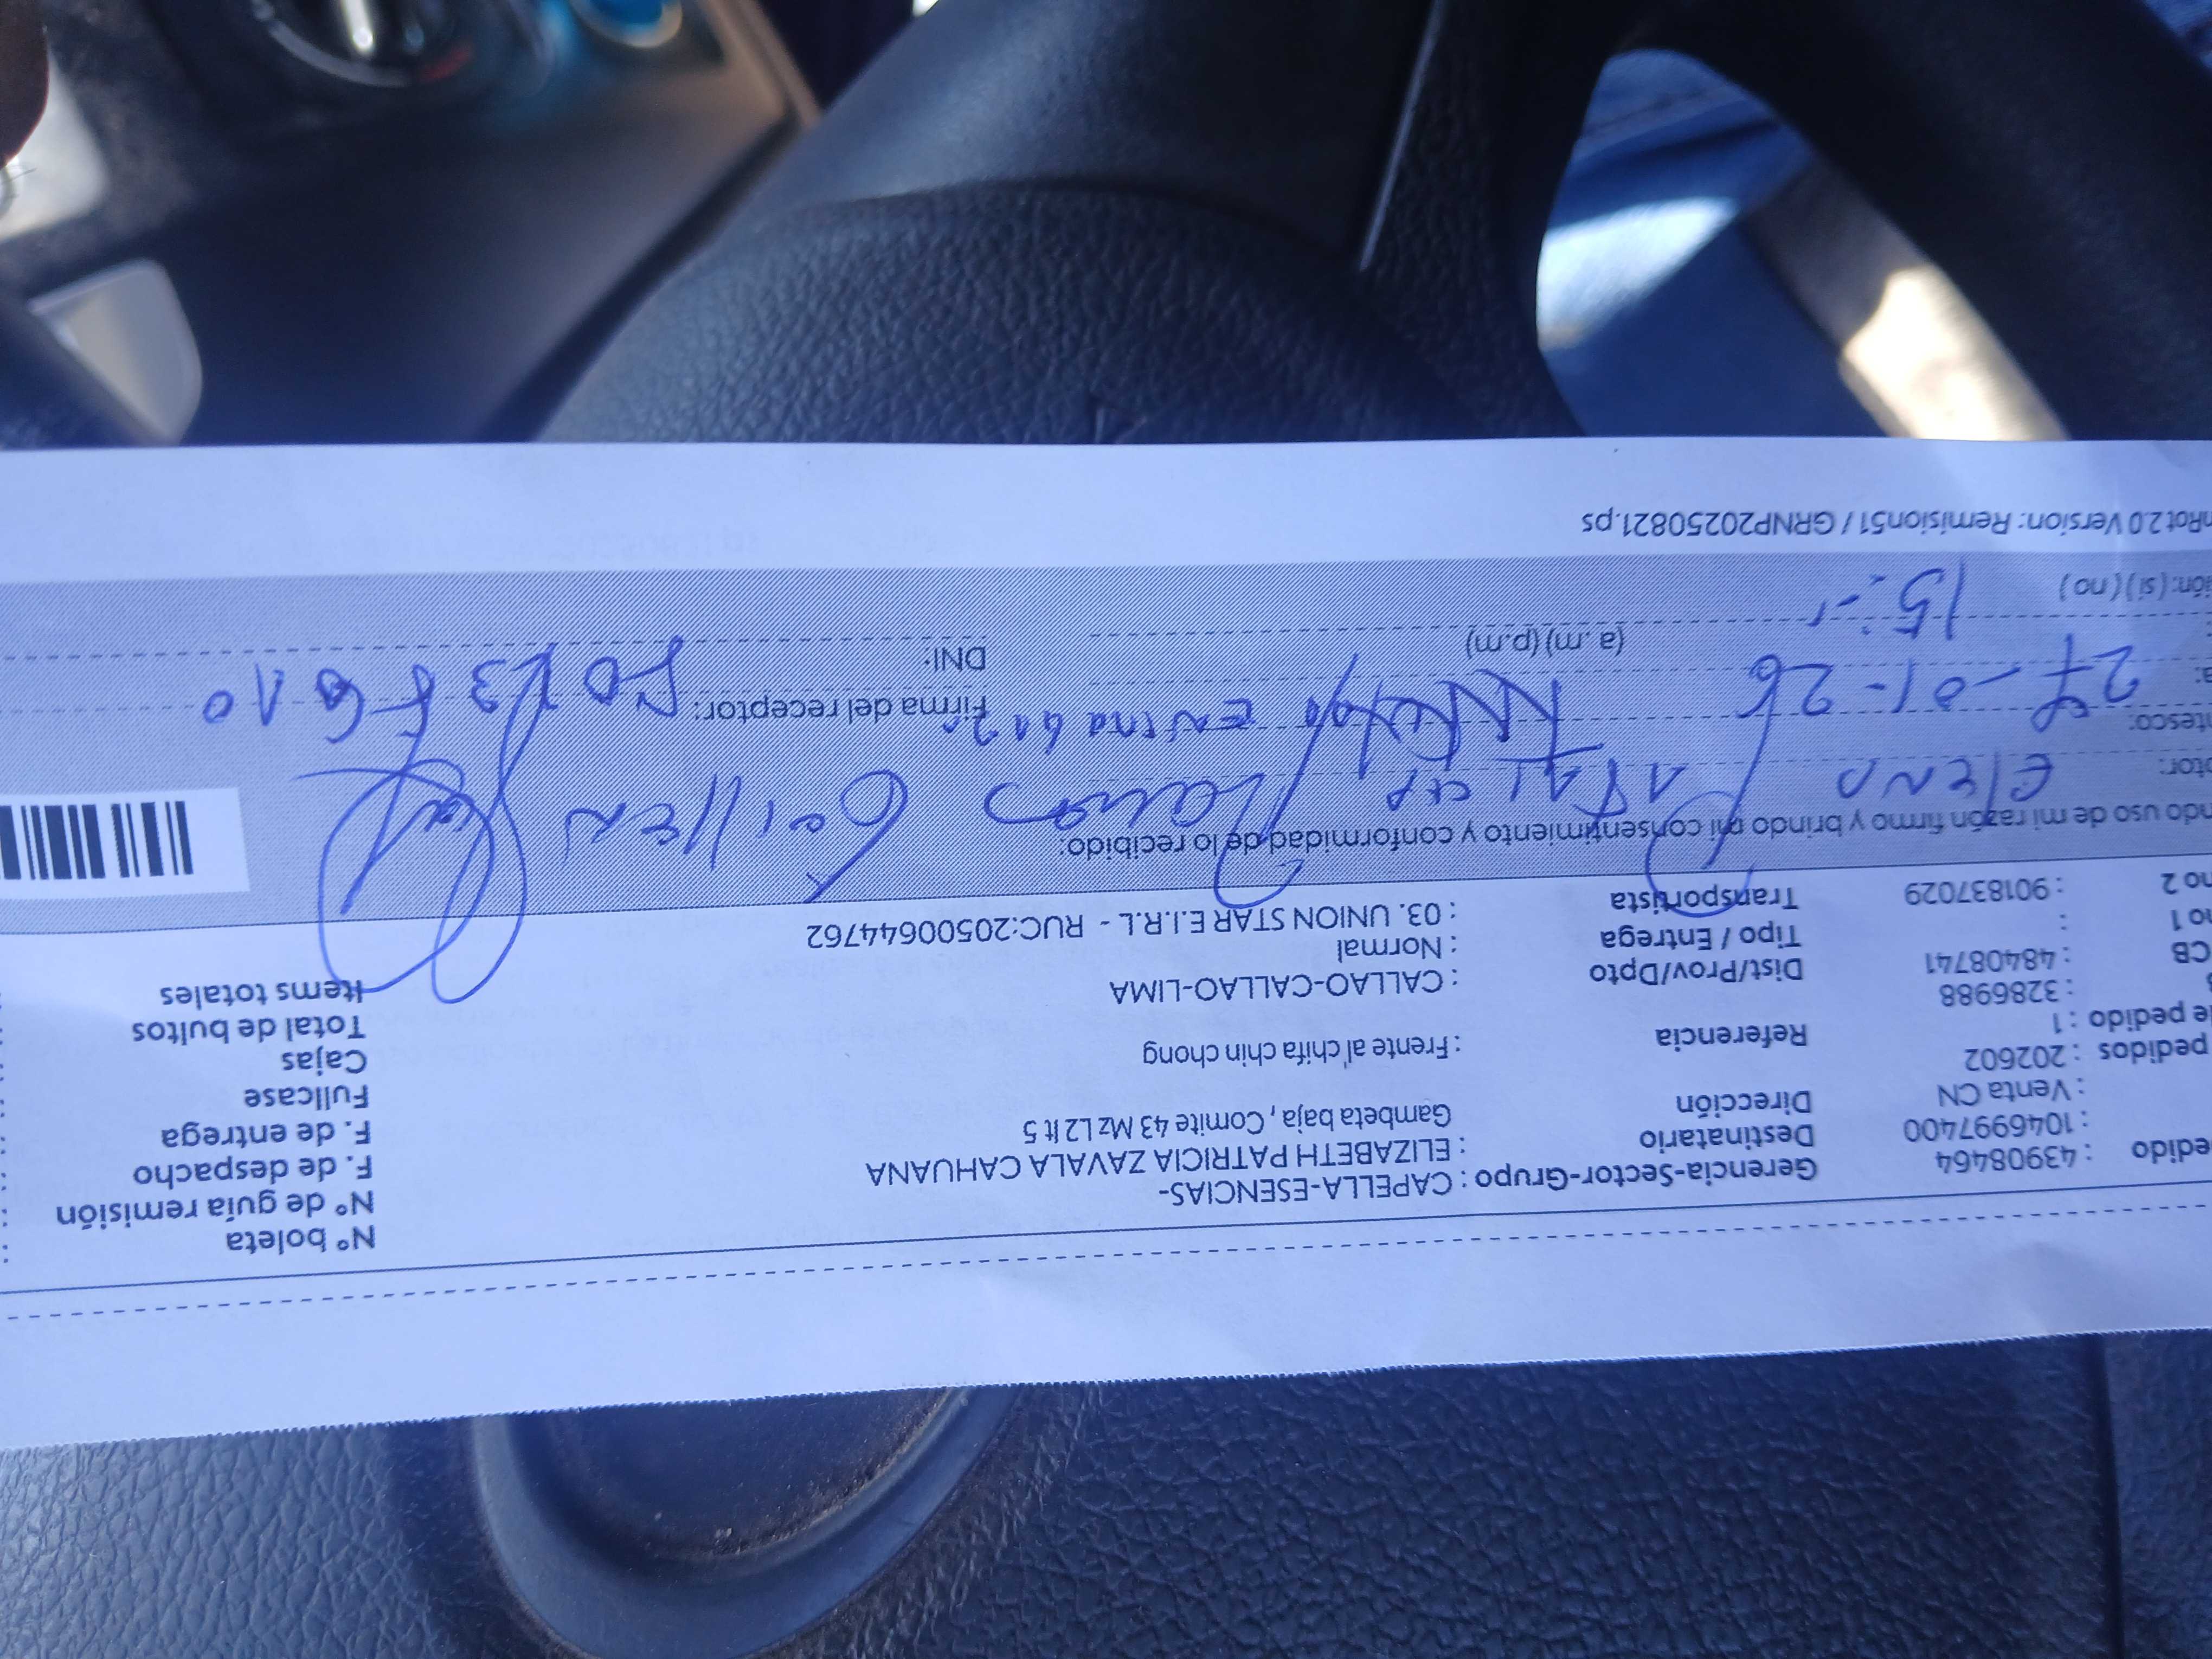 Nº boleta :
Nº de guía remisión :
F. de despacho :
F. de entrega :
Fullcase :
Cajas :
Total de bultos :
Items totales :
edido : 43908464 Gerencia-Sector-Grupo : CAPELLA-ESENCIAS-
: 1046997400 Destinatario : ELIZABETH PATRICIA ZAVALA CAHUANA
: Venta CN Dirección Gambeta baja, Comite 43 Mz L2 lt 5
pedidos : 202602
de pedido : 1 Referencia : Frente al chifa chin chong
: 3286988
CB : 48408741 Dist/Prov/Dpto : CALLAO-CALLAO-LIMA
no 1 : Tipo / Entrega : Normal
no 2 : 901837029 Transportista : 03. UNION STAR E.I.R.L - RUC:20500644762
ndo uso de mi razón firmo y brindo mi consentimiento y conformidad de lo recibido:
ptor: Elena
ntesco: Firma del receptor:
a: 27-01-26
: 15:- (a. m) (p.m) DNI:
ión: (si) (no)
nRot 2.0 Version: Remision51 / GRNP20250821.ps